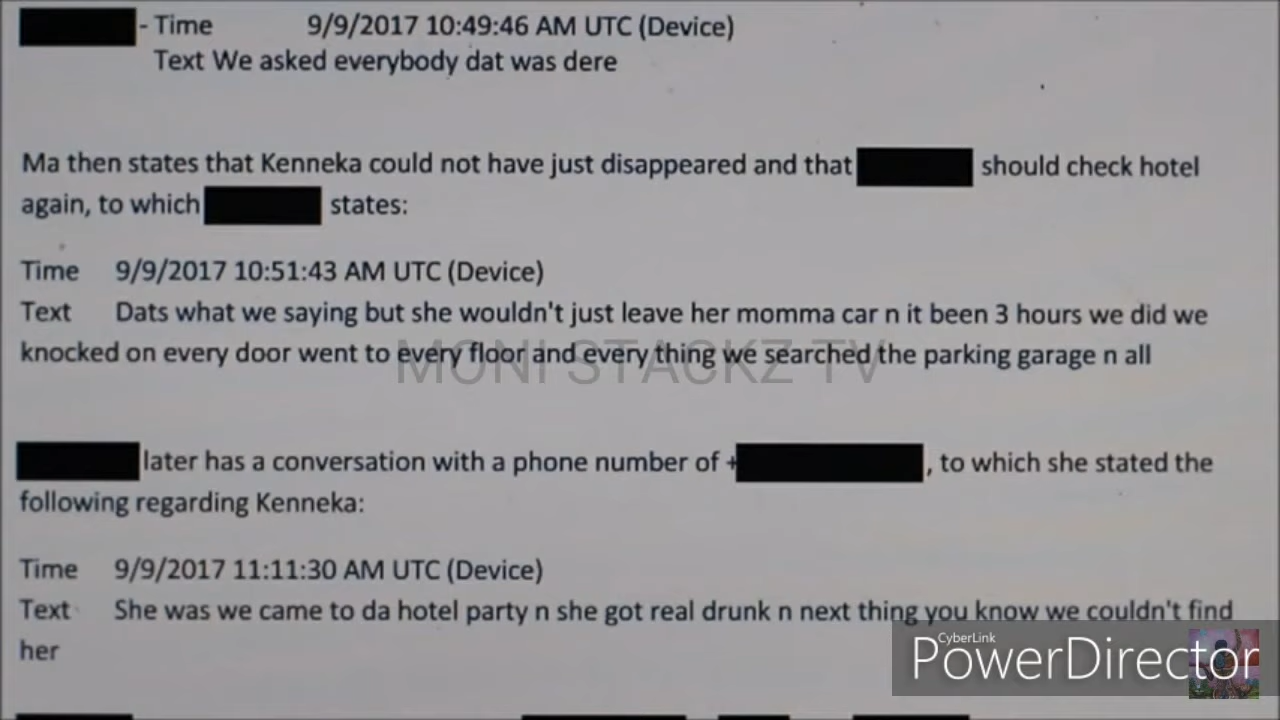 - Time 9/9/2017 10:49:46 AM UTC (Device)
Text We asked everybody dat was dere
Ma then states that Kenneka could not have just disappeared and that should check hotel
again, to which states:
Time 9/9/2017 10:51:43 AM UTC (Device)
Text Dats what we saying but she wouldn't just leave her momma car n it been 3 hours we did we
knocked on every door went to every floor and every thing we searched the parking garage n all
MONI STACKZ TV
later has a conversation with a phone number of + , to which she stated the
following regarding Kenneka:
Time 9/9/2017 11:11:30 AM UTC (Device)
Text She was we came to da hotel party n she got real drunk n next thing you know we couldn't find
her
CyberLink
PowerDirector